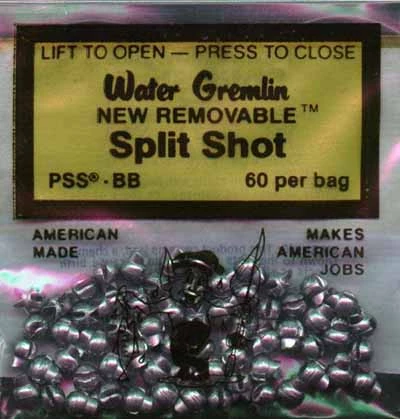 LIFT TO OPEN — PRESS TO CLOSE
Water Gremlin
NEW REMOVABLE™
Split Shot
PSS®-BB 60 per bag
AMERICAN MADE
MAKES AMERICAN JOBS